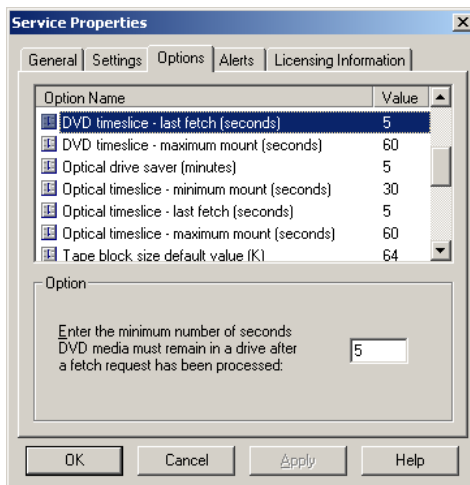 Service Properties
General Settings Options Alerts Licensing Information
Option Name Value
DVD timeslice - last fetch (seconds) 5
DVD timeslice - maximum mount (seconds) 60
Optical drive saver (minutes) 5
Optical timeslice - minimum mount (seconds) 30
Optical timeslice - last fetch (seconds) 5
Optical timeslice - maximum mount (seconds) 60
Tape block size default value (K) 64
Option
Enter the minimum number of seconds
DVD media must remain in a drive after
a fetch request has been processed:
5
OK Cancel Apply Help